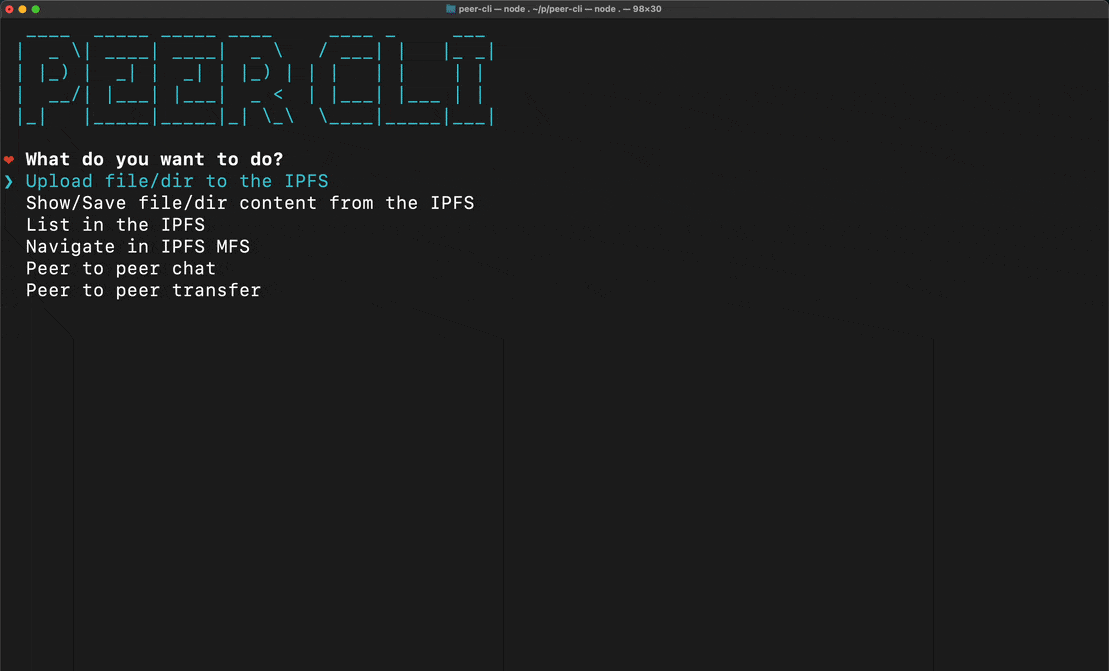 peer-cli — node . ~/p/peer-cli — node . — 98×30
PEER CLI
❤ What do you want to do?
❯ Upload file/dir to the IPFS
Show/Save file/dir content from the IPFS
List in the IPFS
Navigate in IPFS MFS
Peer to peer chat
Peer to peer transfer